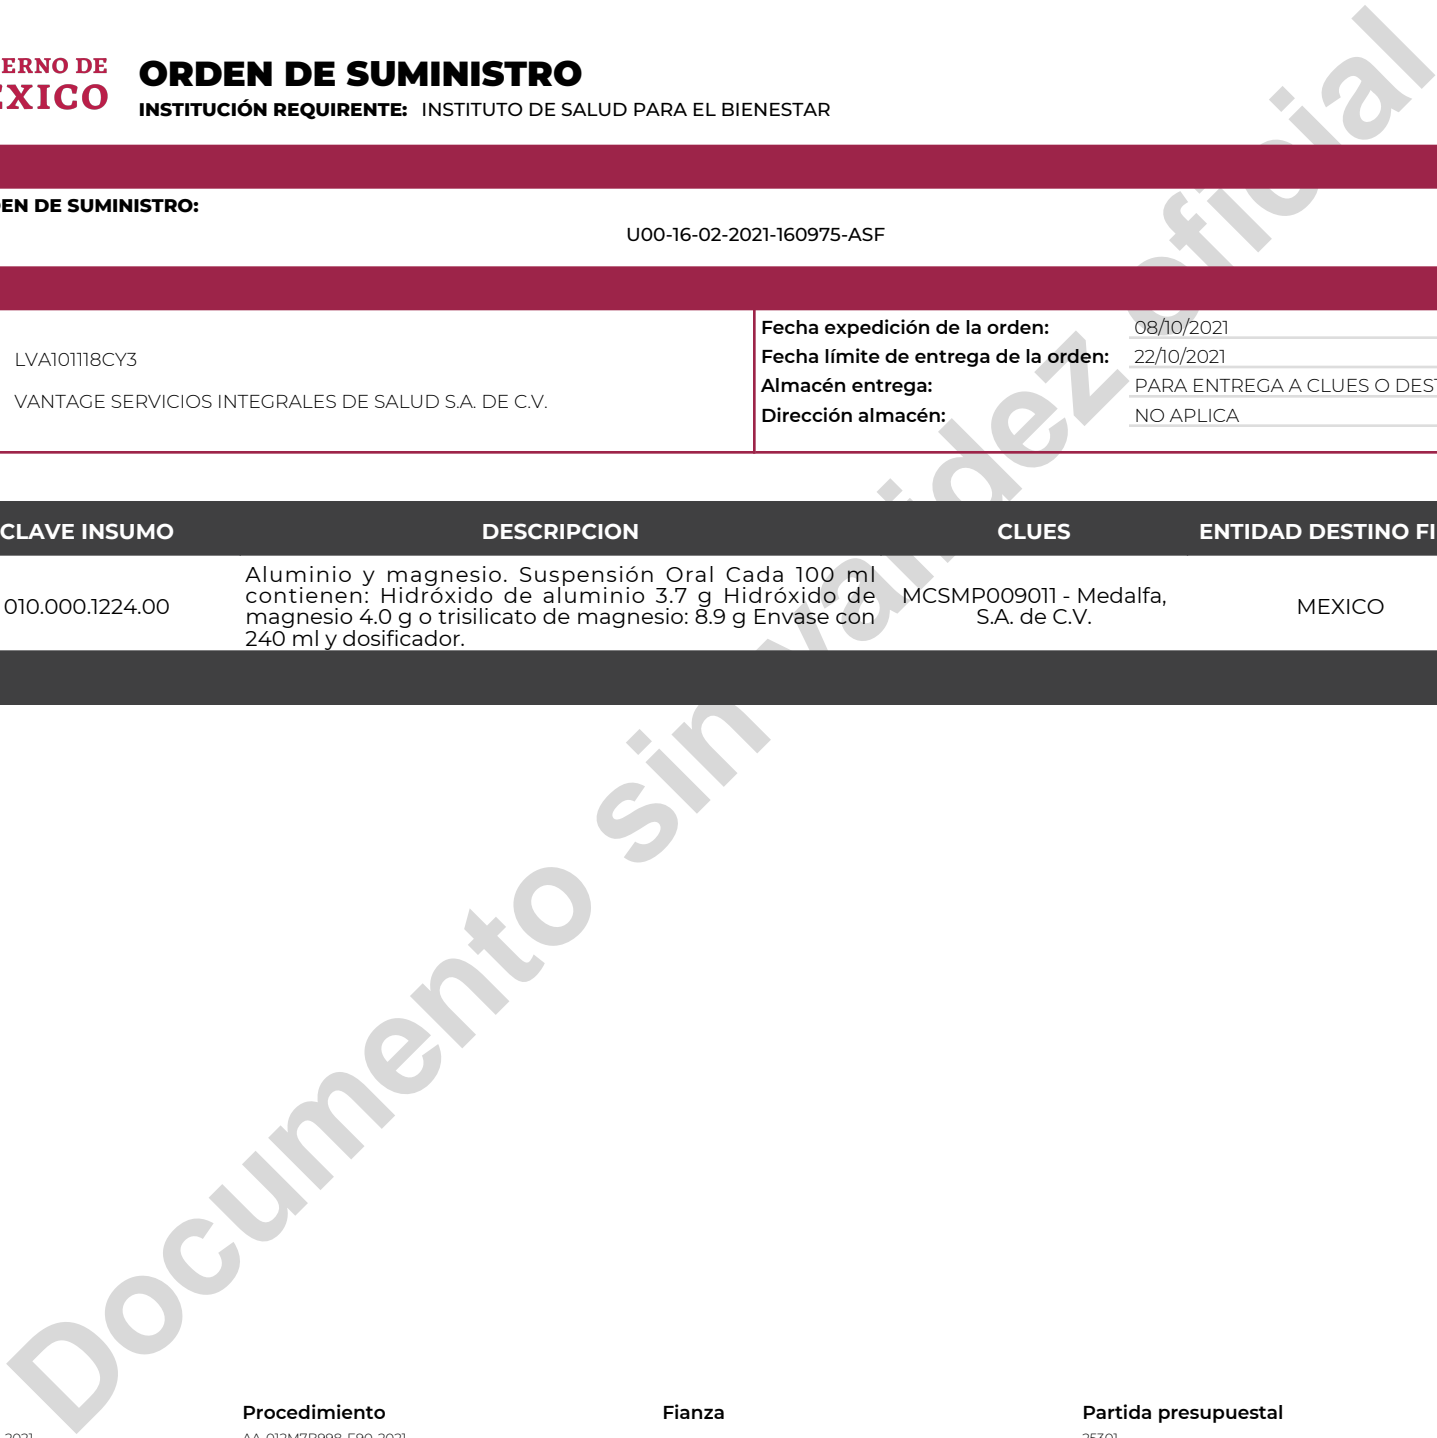 ERNO DE
EXICO
ORDEN DE SUMINISTRO
INSTITUCIÓN REQUIRENTE: INSTITUTO DE SALUD PARA EL BIENESTAR
EN DE SUMINISTRO:
U00-16-02-2021-160975-ASF
LVA101118CY3
VANTAGE SERVICIOS INTEGRALES DE SALUD S.A. DE C.V.
Fecha expedición de la orden: 08/10/2021
Fecha límite de entrega de la orden: 22/10/2021
Almacén entrega: PARA ENTREGA A CLUES O DEST
Dirección almacén: NO APLICA
CLAVE INSUMO DESCRIPCION CLUES ENTIDAD DESTINO FI
010.000.1224.00
Aluminio y magnesio. Suspensión Oral Cada 100 ml
contienen: Hidróxido de aluminio 3.7 g Hidróxido de
magnesio 4.0 g o trisilicato de magnesio: 8.9 g Envase con
240 ml y dosificador.
MCSMP009011 - Medalfa,
S.A. de C.V.
MEXICO
Documento sin validez oficial
Procedimiento Fianza Partida presupuestal